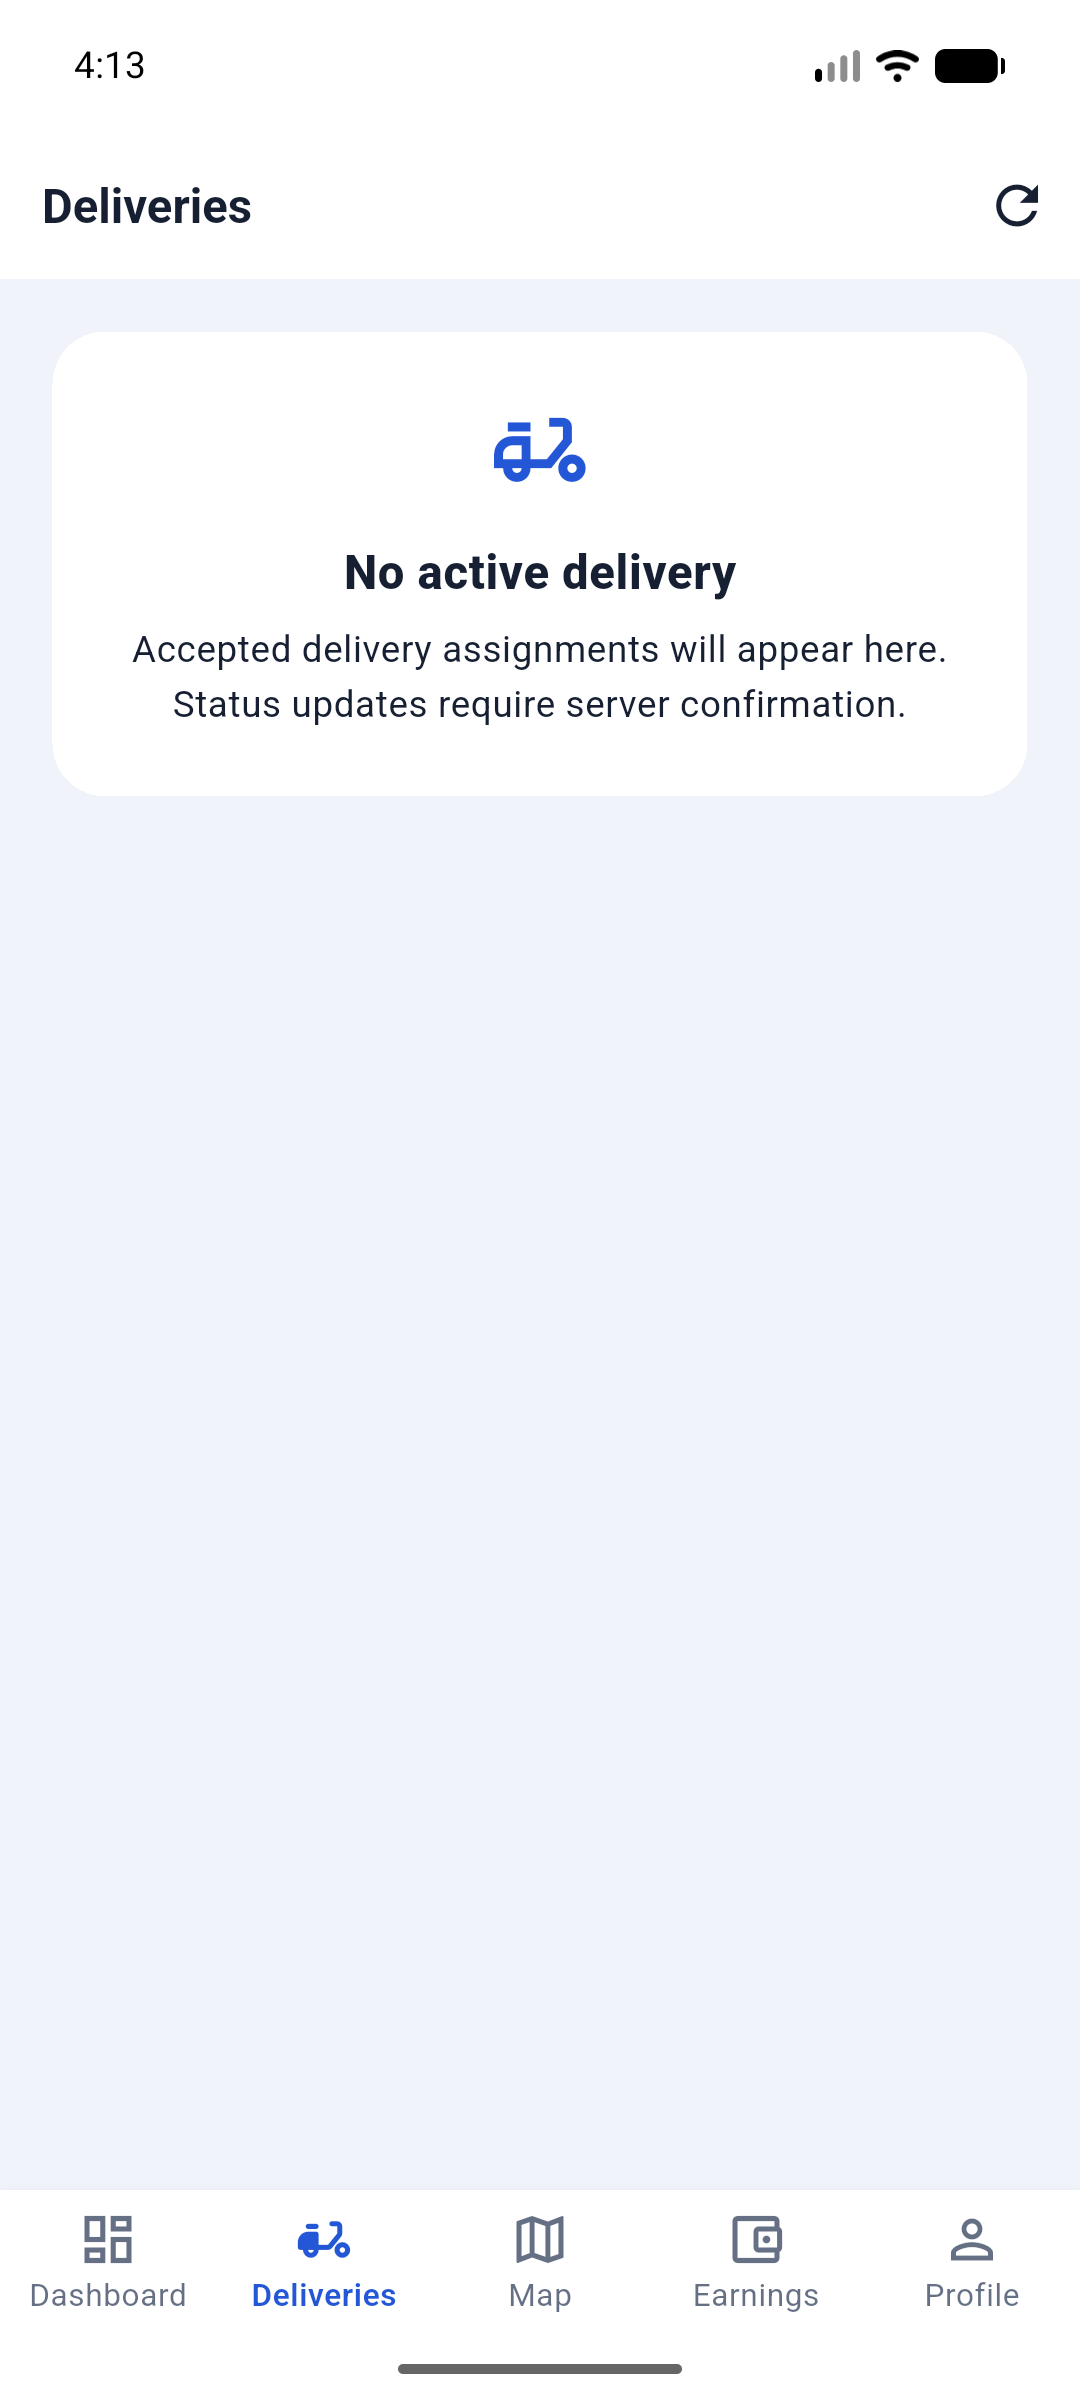 4:13
Deliveries
No active delivery
Accepted delivery assignments will appear here.
Status updates require server confirmation.
Dashboard
Deliveries
Map
Earnings
Profile